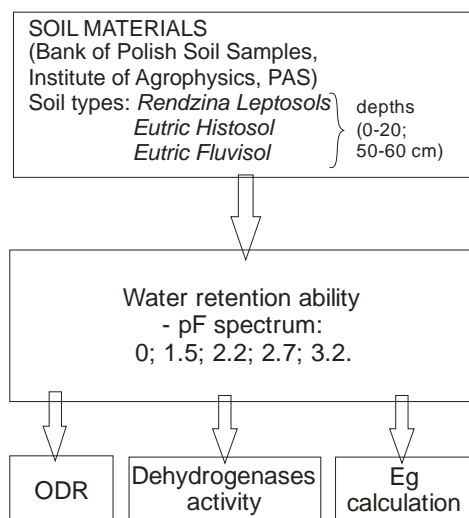 SOIL MATERIALS
(Bank of Polish Soil Samples,
Institute of Agrophysics, PAS)
Soil types: Rendzina Leptosols
Eutric Histosol
Eutric Fluvisol
depths
(0-20;
50-60 cm)
Water retention ability
- pF spectrum:
0; 1.5; 2.2; 2.7; 3.2.
ODR
Dehydrogenases
activity
Eg
calculation